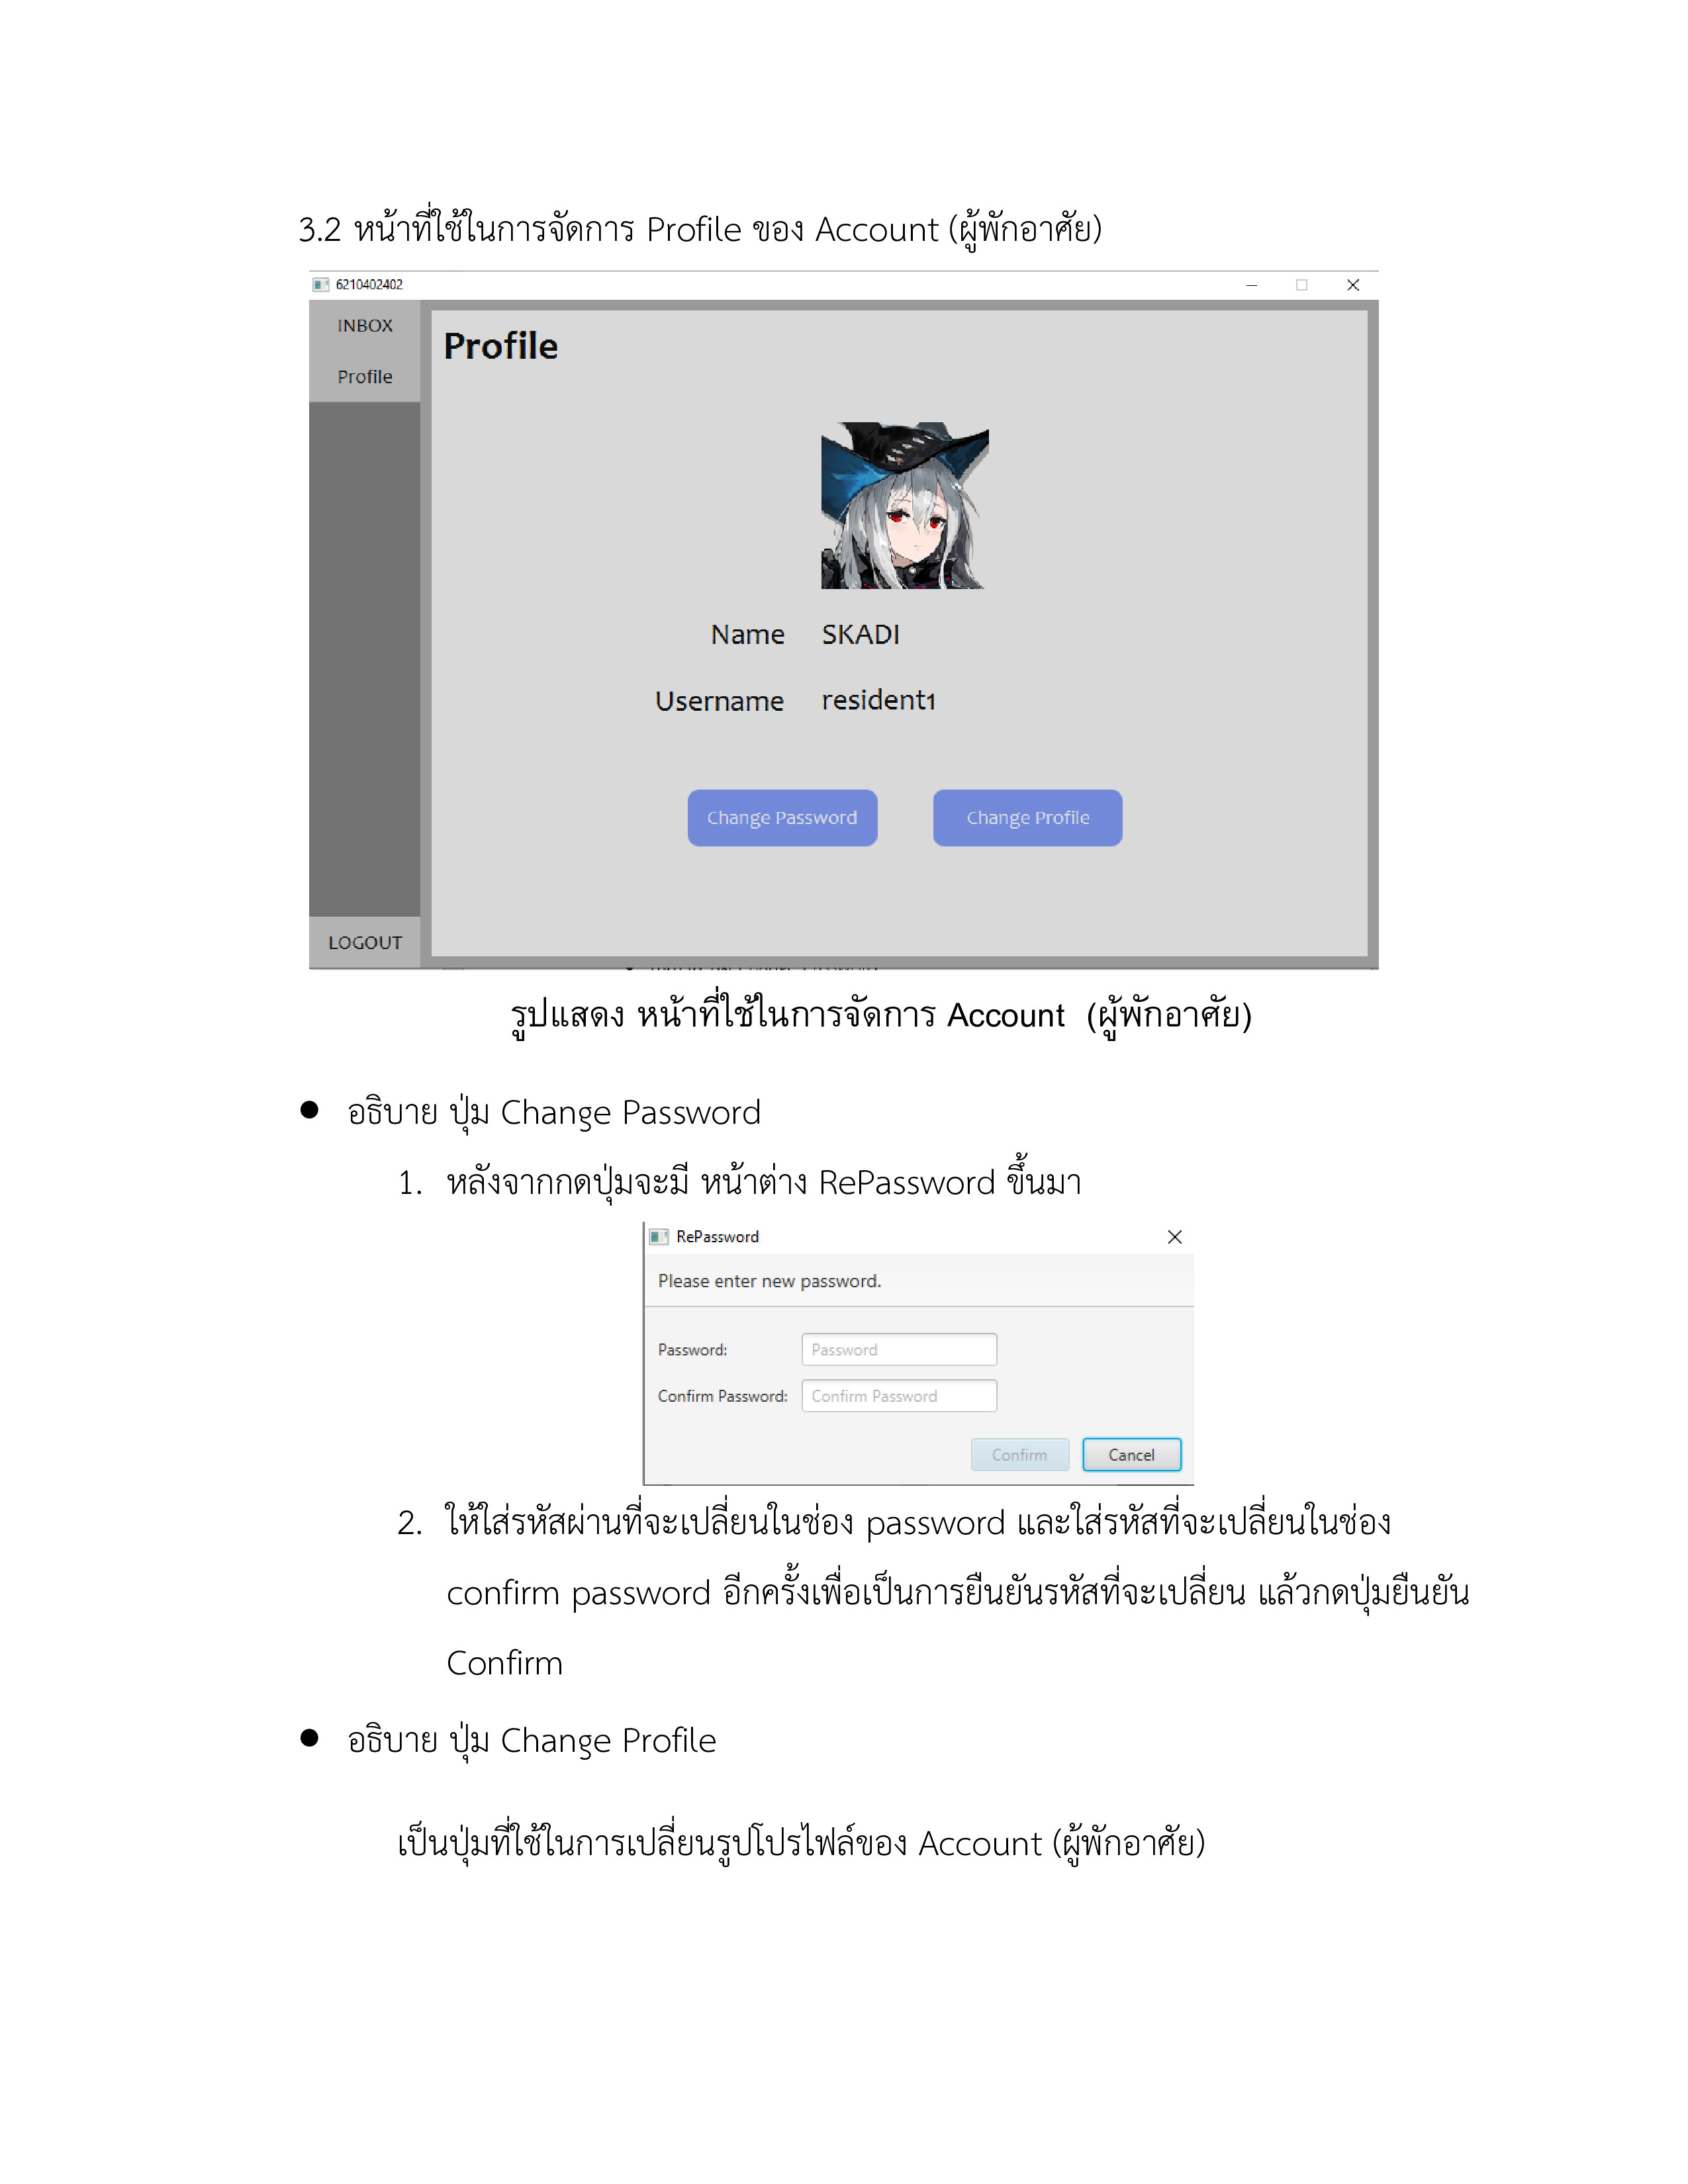 3.2 หน้าที่ใช้ในการจัดการ Profile ของ Account (ผู้พักอาศัย)
6210402402
INBOX
Profile
Profile
Name SKADI
Username resident1
Change Password Change Profile
LOGOUT
รูปแสดง หน้าที่ใช้ในการจัดการ Account (ผู้พักอาศัย)
● อธิบาย ปุ่ม Change Password
1. หลังจากกดปุ่มจะมี หน้าต่าง RePassword ขึ้นมา
RePassword
Please enter new password.
Password: Password
Confirm Password: Confirm Password
Confirm Cancel
2. ให้ใส่รหัสผ่านที่จะเปลี่ยนในช่อง password และใส่รหัสที่จะเปลี่ยนในช่อง
confirm password อีกครั้งเพื่อเป็นการยืนยันรหัสที่จะเปลี่ยน แล้วกดปุ่มยืนยัน
Confirm
● อธิบาย ปุ่ม Change Profile
เป็นปุ่มที่ใช้ในการเปลี่ยนรูปโปรไฟล์ของ Account (ผู้พักอาศัย)